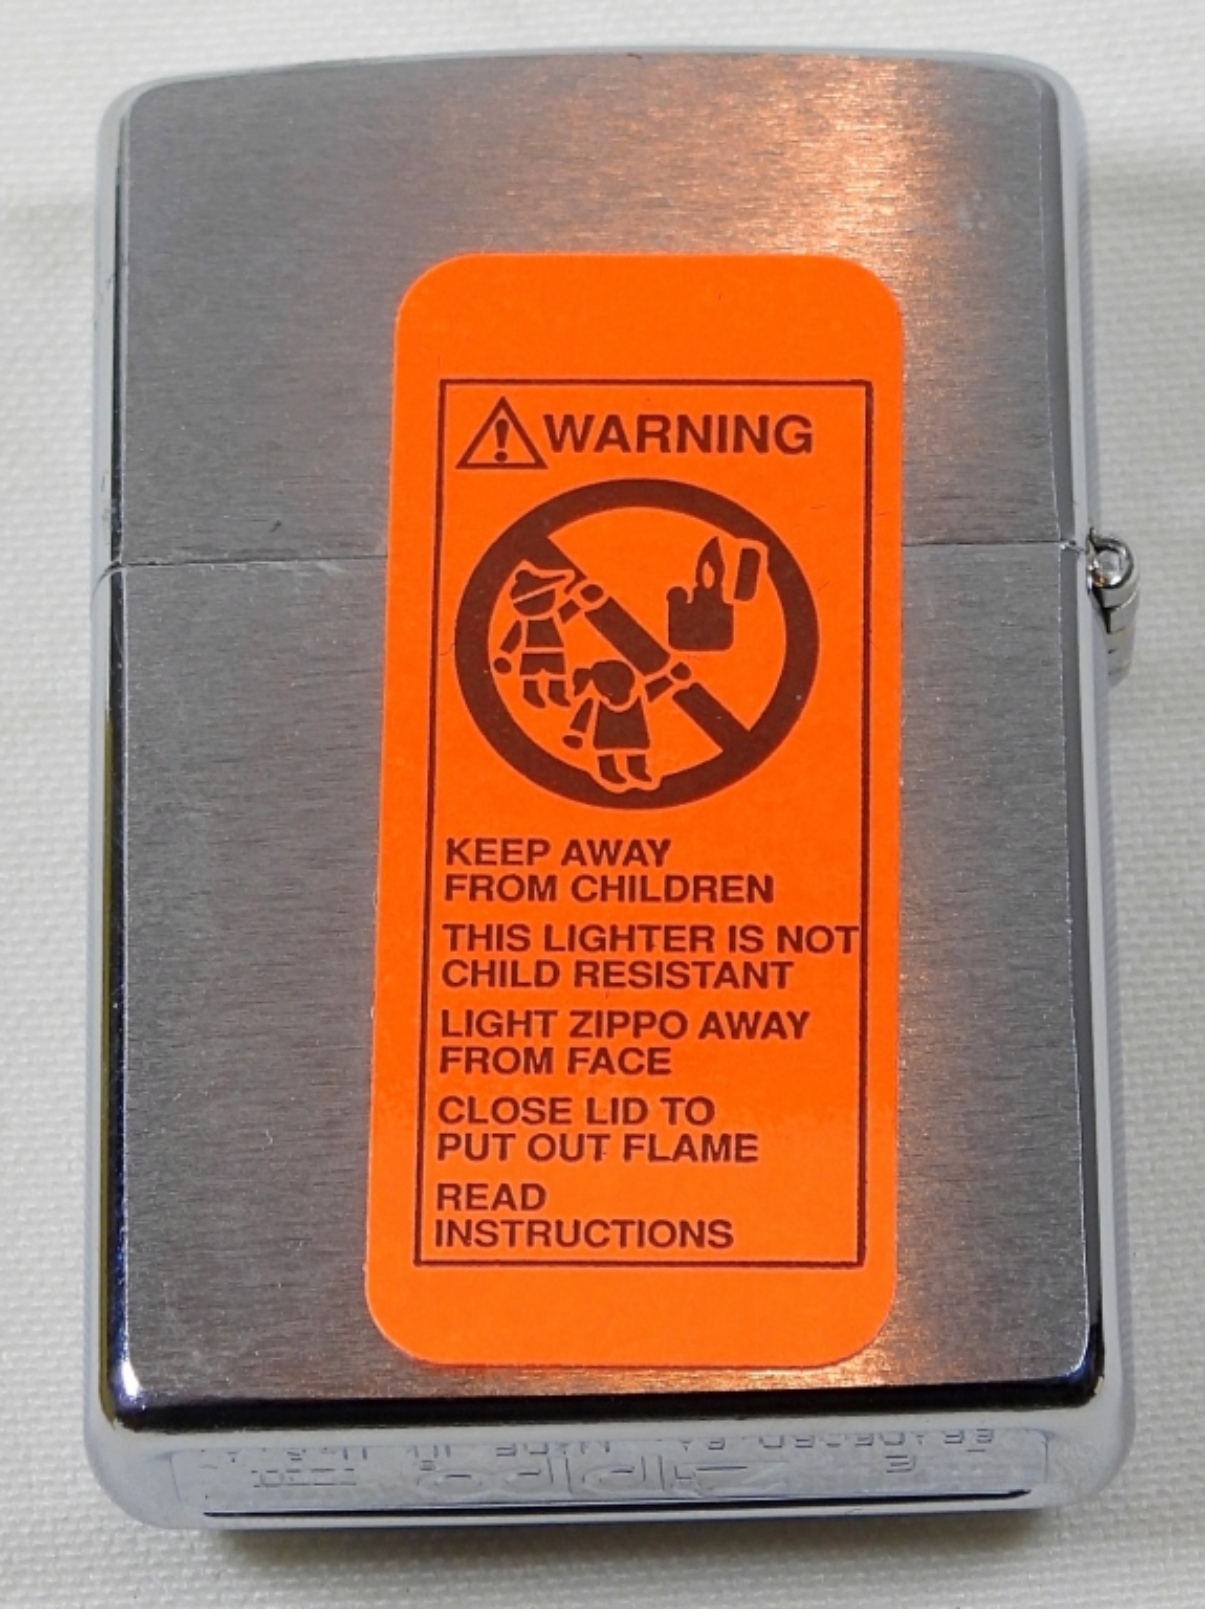 WARNING
KEEP AWAY
FROM CHILDREN
THIS LIGHTER IS NOT
CHILD RESISTANT
LIGHT ZIPPO AWAY
FROM FACE
CLOSE LID TO
PUT OUT FLAME
READ
INSTRUCTIONS
Zippo